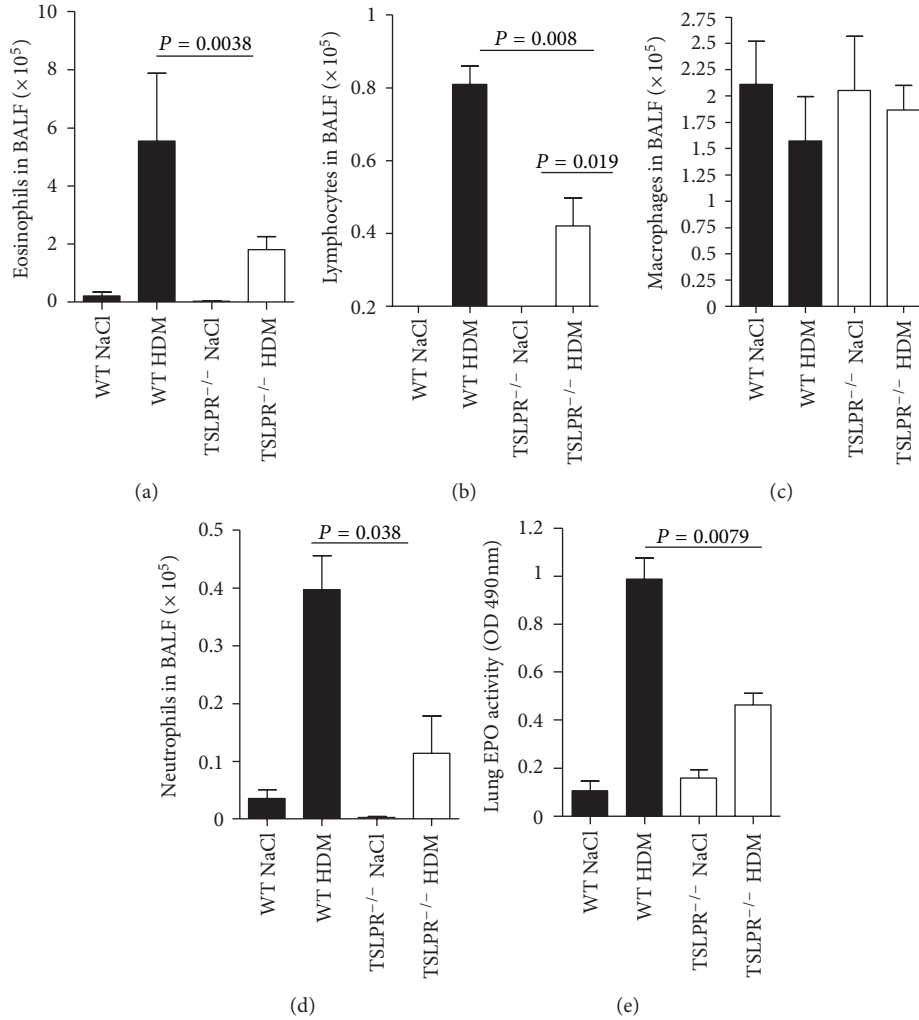 P = 0.0038
Eosinophils in BALF (×10⁵)
10
8
6
4
2
0
WT NaCl
WT HDM
TSLPR⁻/⁻ NaCl
TSLPR⁻/⁻ HDM
(a)
P = 0.008
P = 0.019
Lymphocytes in BALF (×10⁵)
1
0.8
0.6
0.4
0.2
WT NaCl
WT HDM
TSLPR⁻/⁻ NaCl
TSLPR⁻/⁻ HDM
(b)
Macrophages in BALF (×10⁵)
2.75
2.5
2.25
2
1.75
1.5
1.25
1
0.75
0.5
0.25
0
WT NaCl
WT HDM
TSLPR⁻/⁻ NaCl
TSLPR⁻/⁻ HDM
(c)
P = 0.038
Neutrophils in BALF (×10⁵)
0.5
0.4
0.3
0.2
0.1
0
WT NaCl
WT HDM
TSLPR⁻/⁻ NaCl
TSLPR⁻/⁻ HDM
(d)
P = 0.0079
Lung EPO activity (OD 490 nm)
1.2
1
0.8
0.6
0.4
0.2
0
WT NaCl
WT HDM
TSLPR⁻/⁻ NaCl
TSLPR⁻/⁻ HDM
(e)